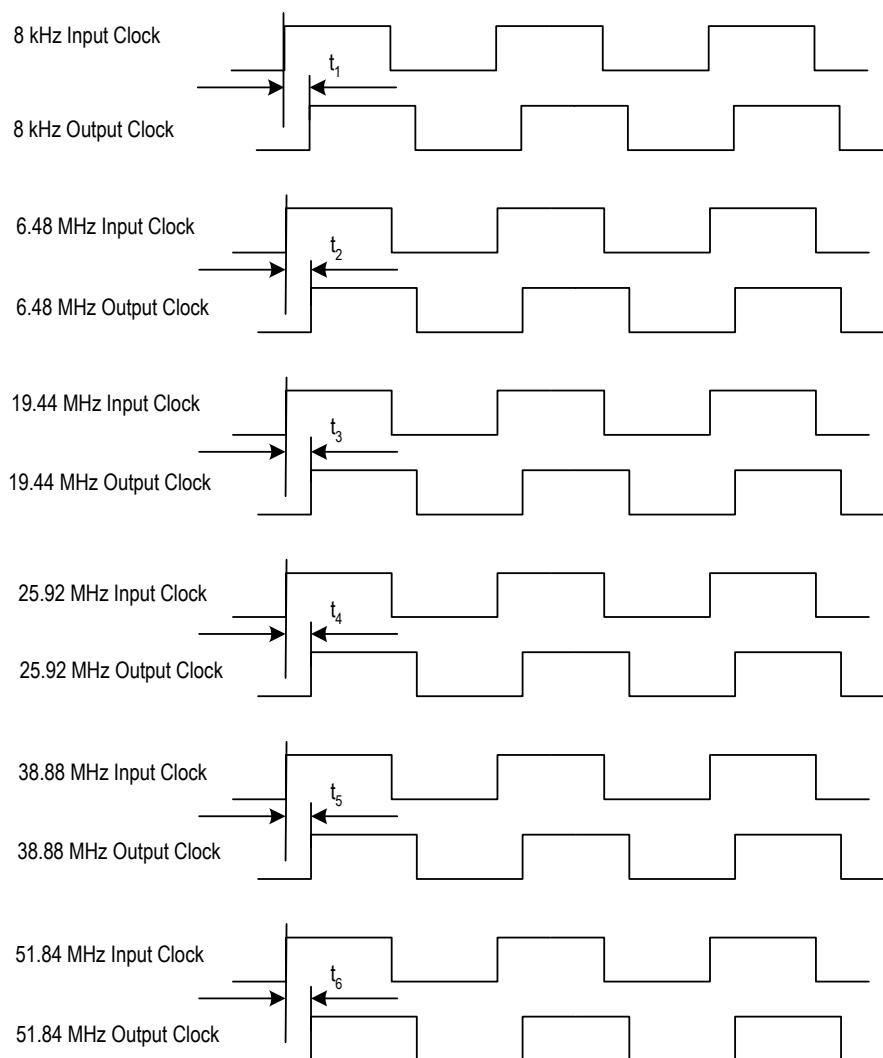 8 kHz Input Clock
t1
8 kHz Output Clock
6.48 MHz Input Clock
t2
6.48 MHz Output Clock
19.44 MHz Input Clock
t3
19.44 MHz Output Clock
25.92 MHz Input Clock
t4
25.92 MHz Output Clock
38.88 MHz Input Clock
t5
38.88 MHz Output Clock
51.84 MHz Input Clock
t6
51.84 MHz Output Clock